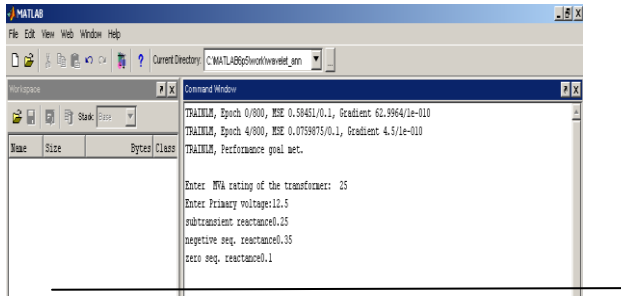 MATLAB
File Edit View Web Window Help
Current Directory: C:\MATLAB6p5\work\wavelet_ann
Workspace
Command Window
Stack: Base
Name Size Bytes Class
TRAINLM, Epoch 0/800, MSE 0.58451/0.1, Gradient 62.9964/1e-010
TRAINLM, Epoch 4/800, MSE 0.0759875/0.1, Gradient 4.5/1e-010
TRAINLM, Performance goal met.
Enter MVA rating of the transformer: 25
Enter Primary voltage:12.5
subtransient reactance0.25
negetive seq. reactance0.35
zero seq. reactance0.1